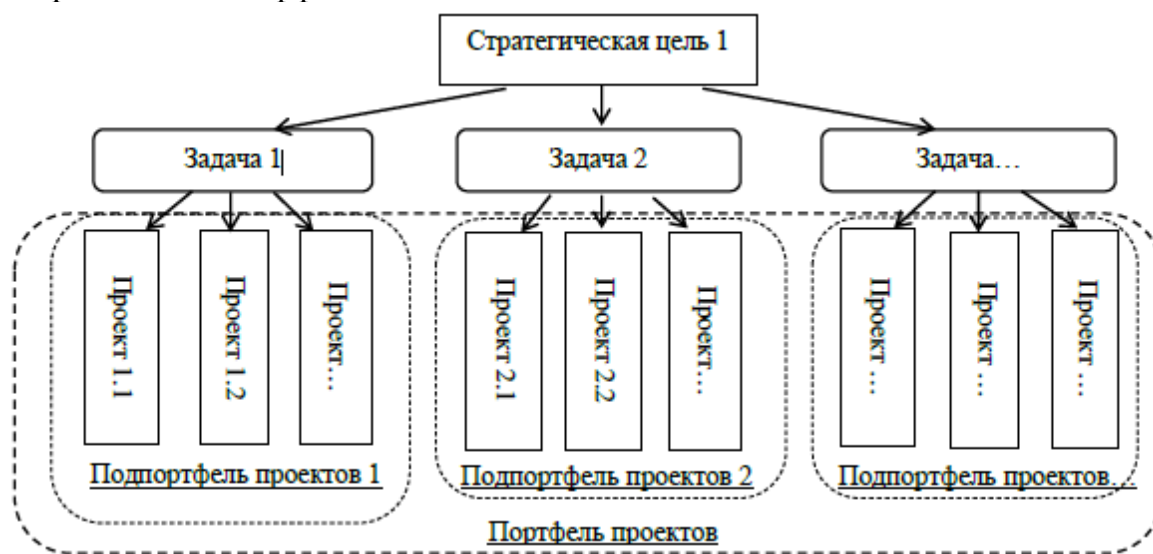 Стратегическая цель 1
Задача 1
Задача 2
Задача…
Проект 1.1
Проект 1.2
Проект…
Проект 2.1
Проект 2.2
Проект…
Проект …
Проект …
Проект …
Подпортфель проектов 1
Подпортфель проектов 2
Подпортфель проектов…
Портфель проектов